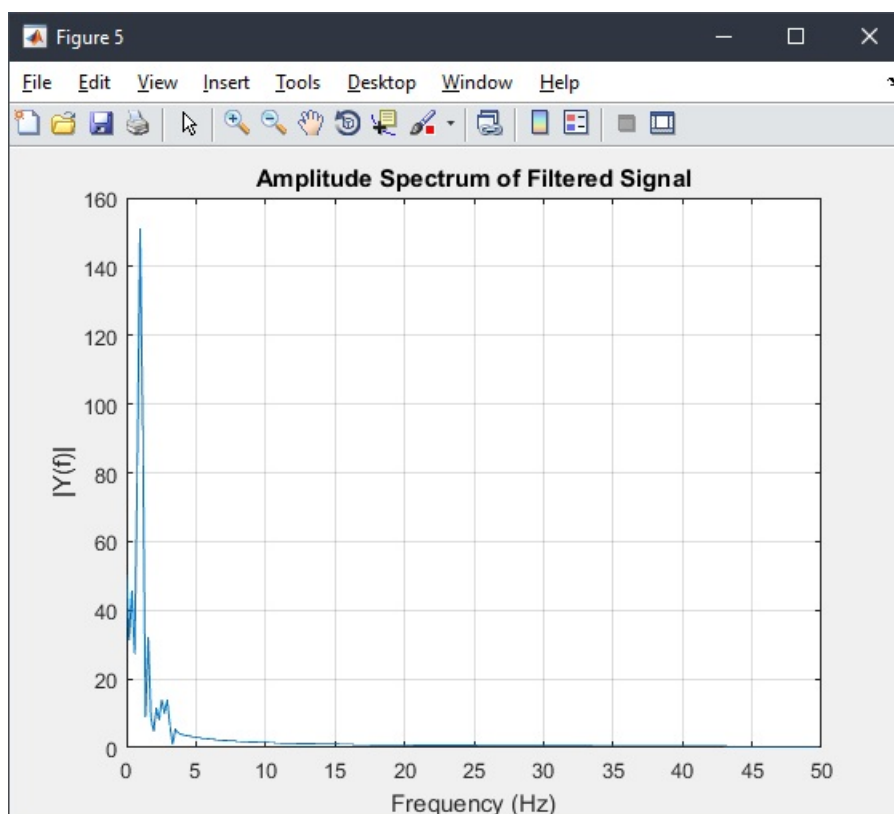 Figure 5
File Edit View Insert Tools Desktop Window Help
Amplitude Spectrum of Filtered Signal
160
140
120
100
80
60
40
20
0
|Y(f)|
0 5 10 15 20 25 30 35 40 45 50
Frequency (Hz)